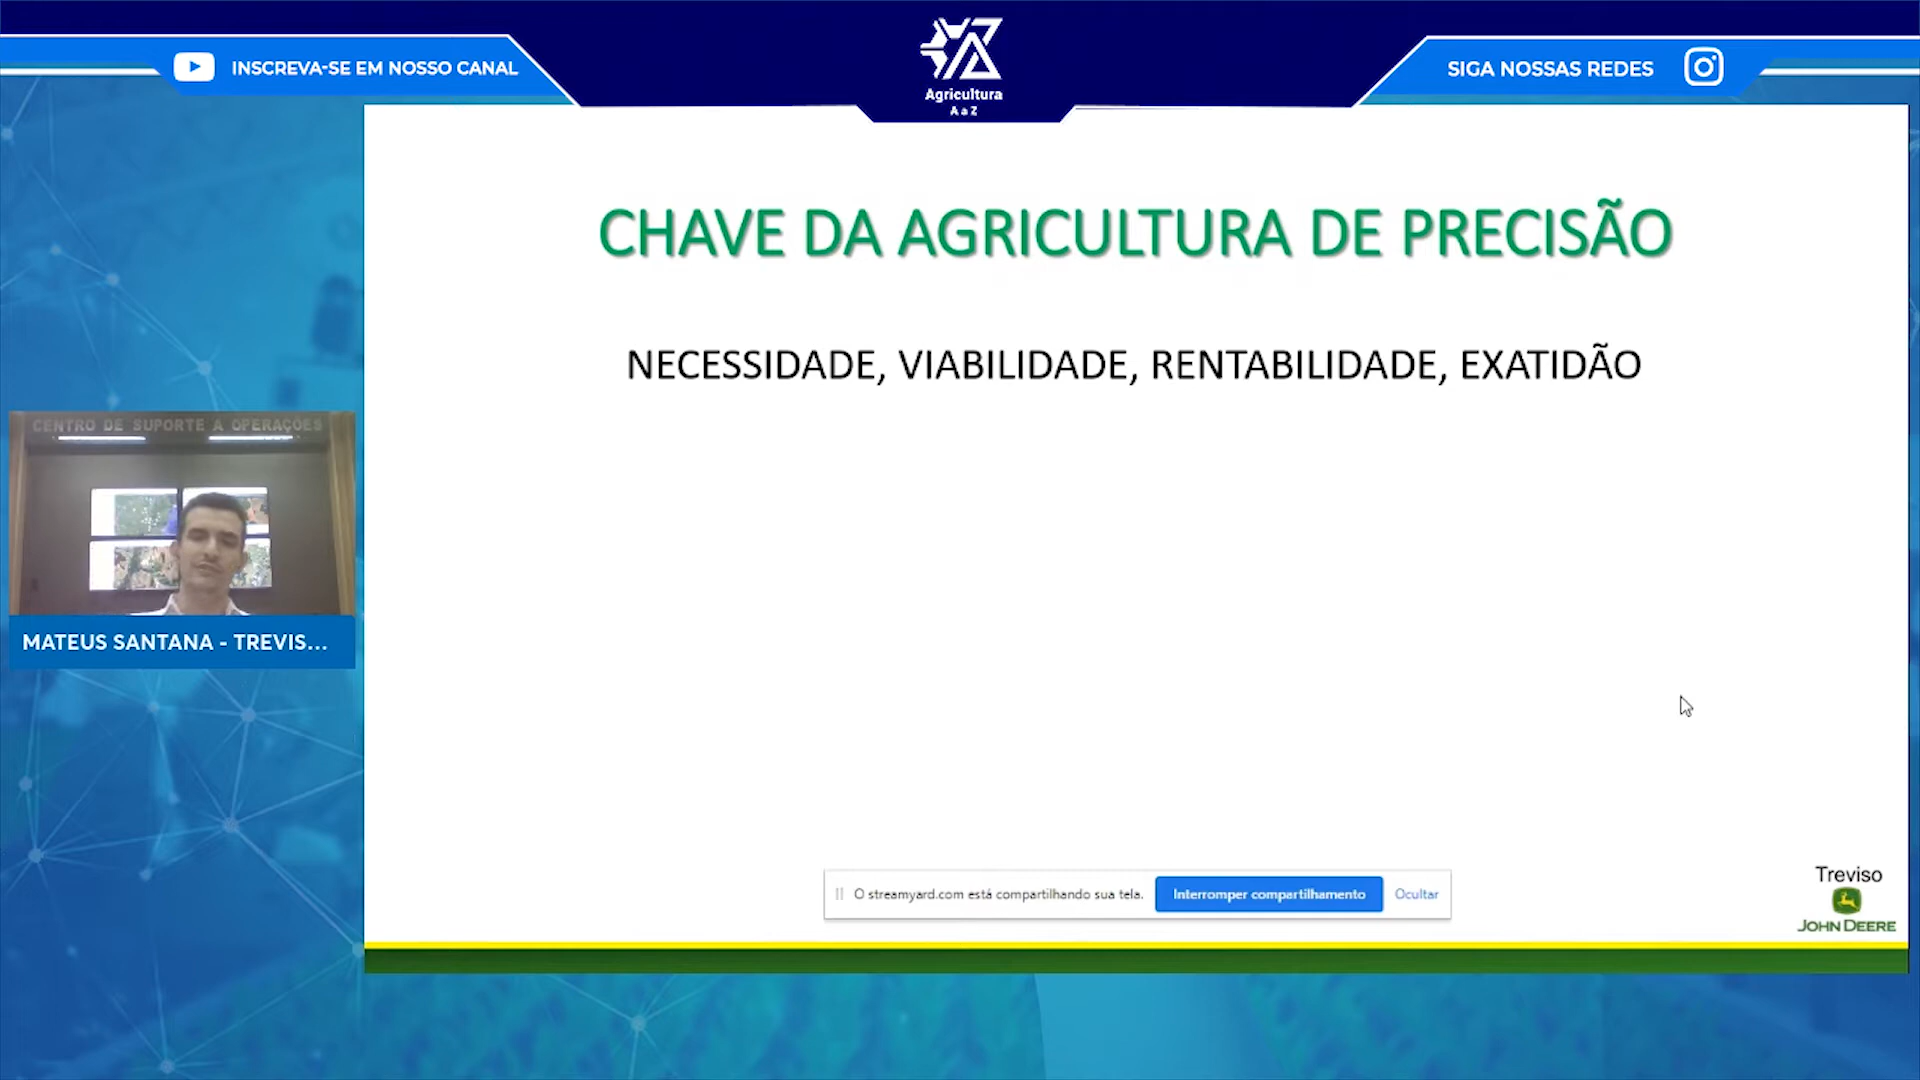 INSCREVA-SE EM NOSSO CANAL
Agricultura
A a Z
SIGA NOSSAS REDES
CHAVE DA AGRICULTURA DE PRECISÃO
NECESSIDADE, VIABILIDADE, RENTABILIDADE, EXATIDÃO
CENTRO DE SUPORTE A OPERAÇÕES
MATEUS SANTANA - TREVIS...
O streamyard.com está compartilhando sua tela.
Interromper compartilhamento
Ocultar
Treviso
JOHN DEERE